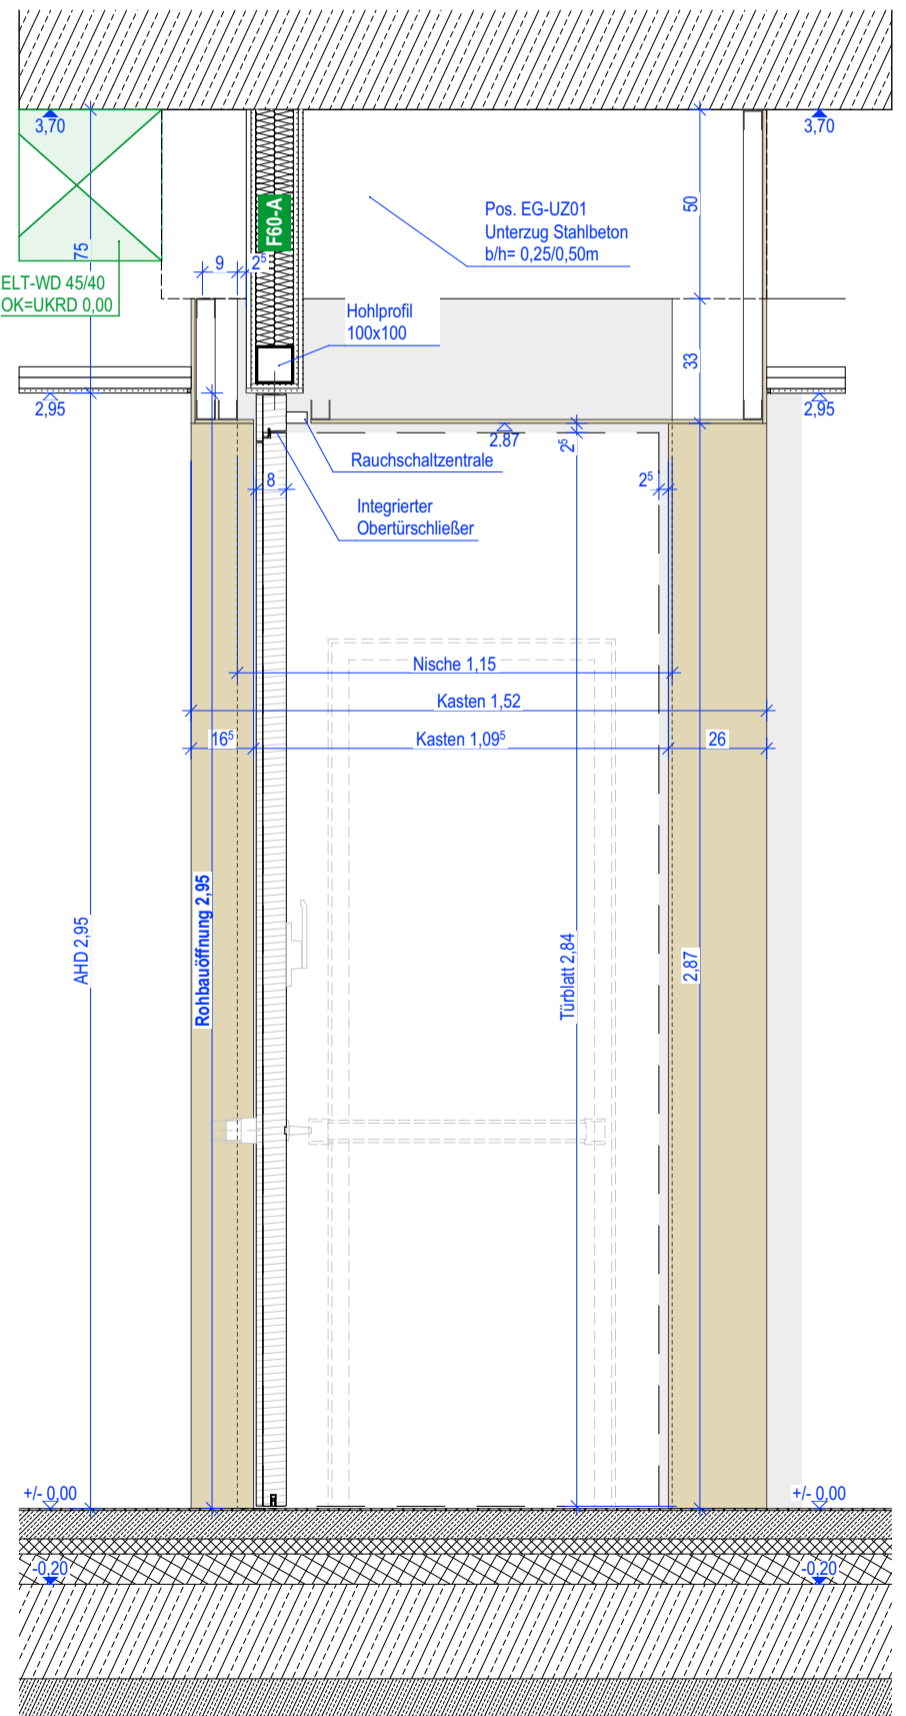 3,70
3,70
F60-A
50
Pos. EG-UZ01
Unterzug Stahlbeton
b/h= 0,25/0,50m
75
9
2⁵
ELT-WD 45/40
OK=UKRD 0,00
Hohlprofil
100x100
33
2,95
2,95
2.87
2⁵
Rauchschaltzentrale
8
2⁵
Integrierter
Obertürschließer
Nische 1,15
Kasten 1,52
16⁵
Kasten 1,09⁵
26
Rohbauöffnung 2,95
AHD 2,95
Türblatt 2,84
2,87
+/- 0,00
+/- 0,00
-0,20
-0,20